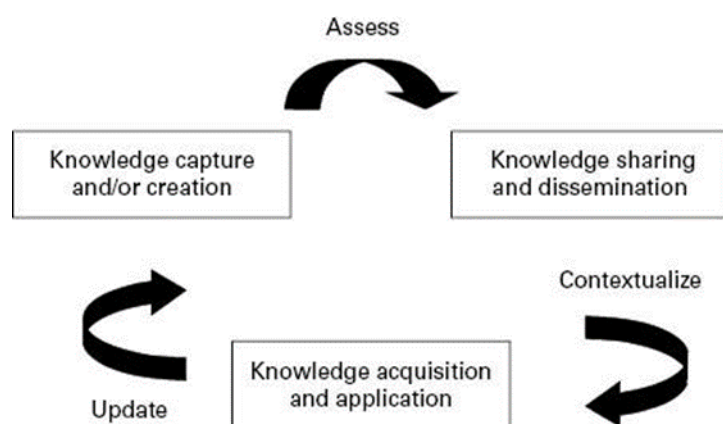 Assess
Knowledge capture
and/or creation
Knowledge sharing
and dissemination
Contextualize
Knowledge acquisition
and application
Update